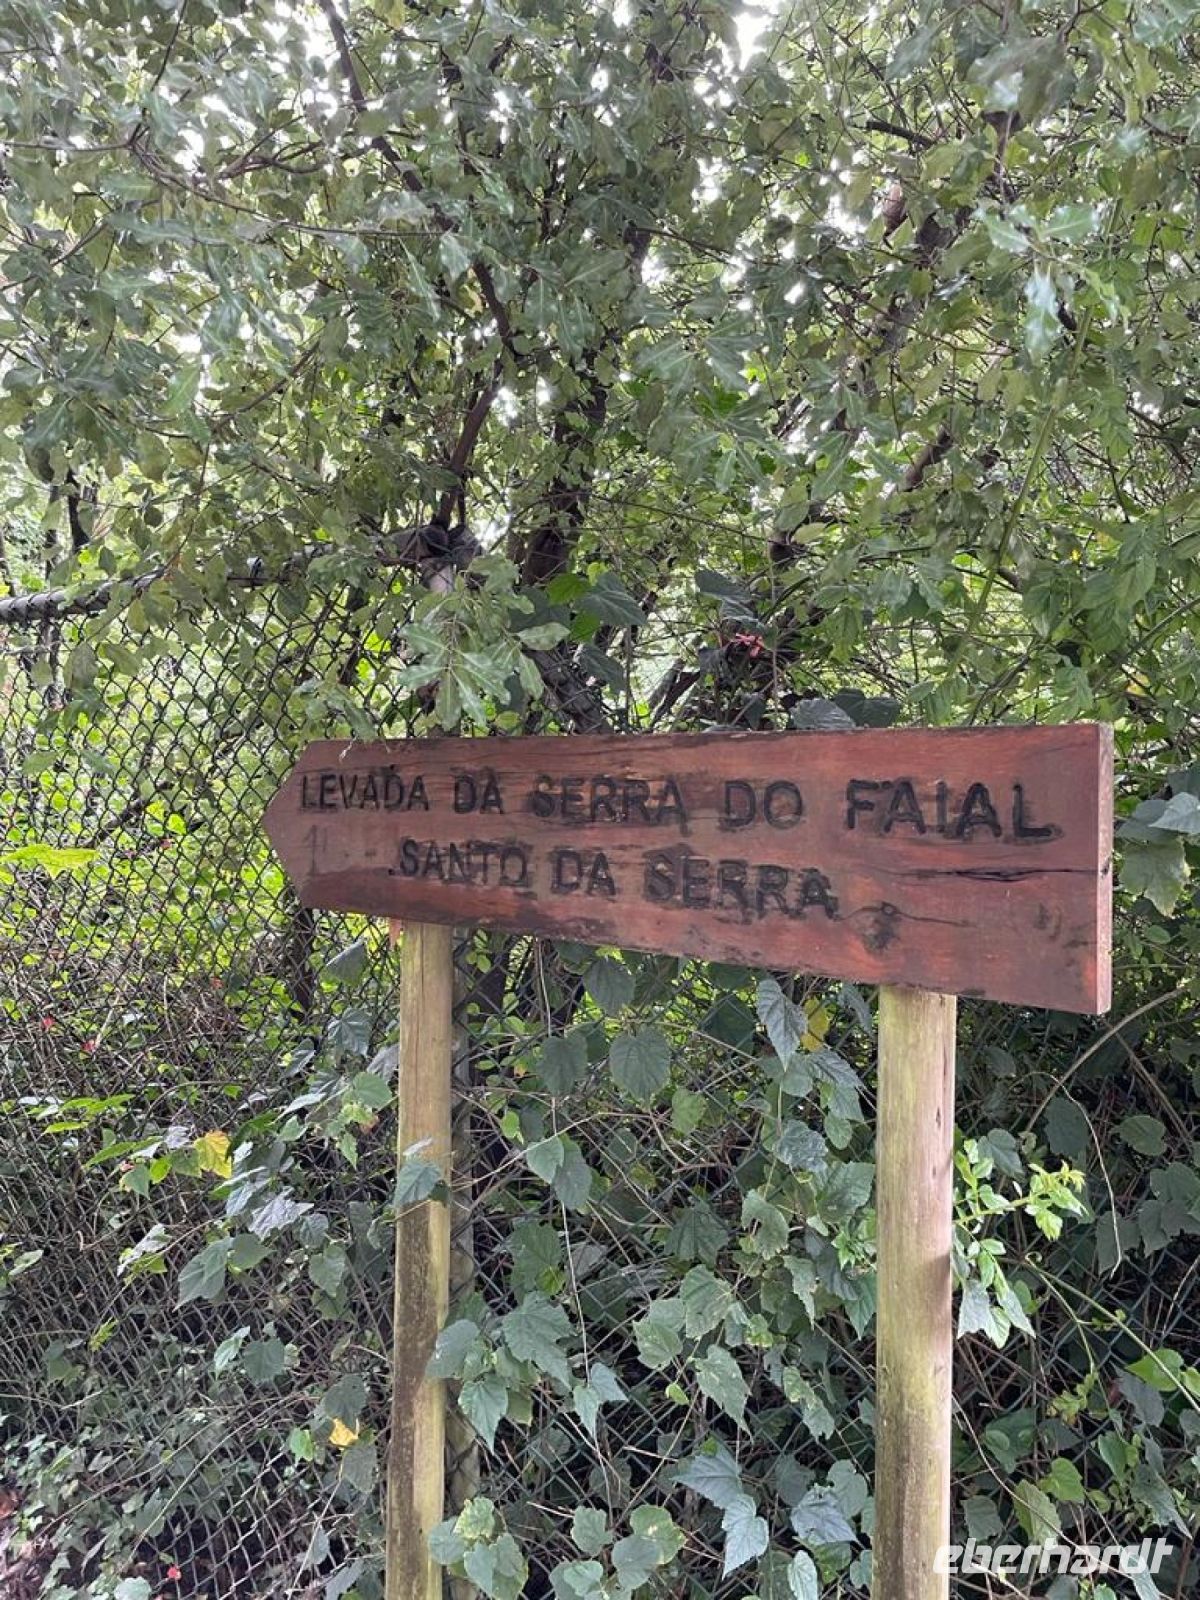 LEVADA DA SERRA DO FAIAL
SANTO DA SERRA
eberhardt